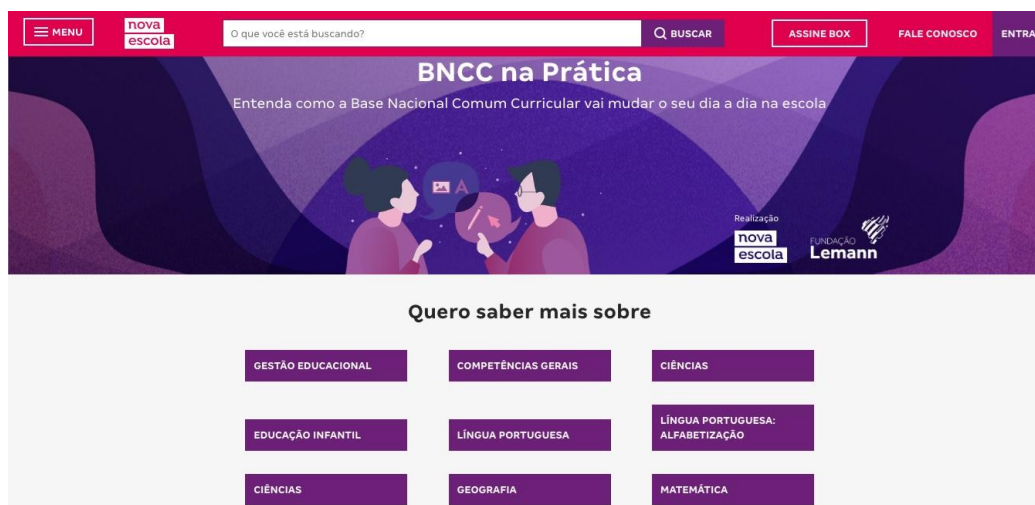 MENU
nova
escola
O que você está buscando?
BUSCAR
ASSINE BOX
FALE CONOSCO
ENTRA
BNCC na Prática
Entenda como a Base Nacional Comum Curricular vai mudar o seu dia a dia na escola
A
Realização
nova
escola
FUNDAÇÃO
Lemann
Quero saber mais sobre
GESTÃO EDUCACIONAL
COMPETÊNCIAS GERAIS
CIÊNCIAS
EDUCAÇÃO INFANTIL
LÍNGUA PORTUGUESA
LÍNGUA PORTUGUESA:
ALFABETIZAÇÃO
CIÊNCIAS
GEOGRAFIA
MATEMÁTICA